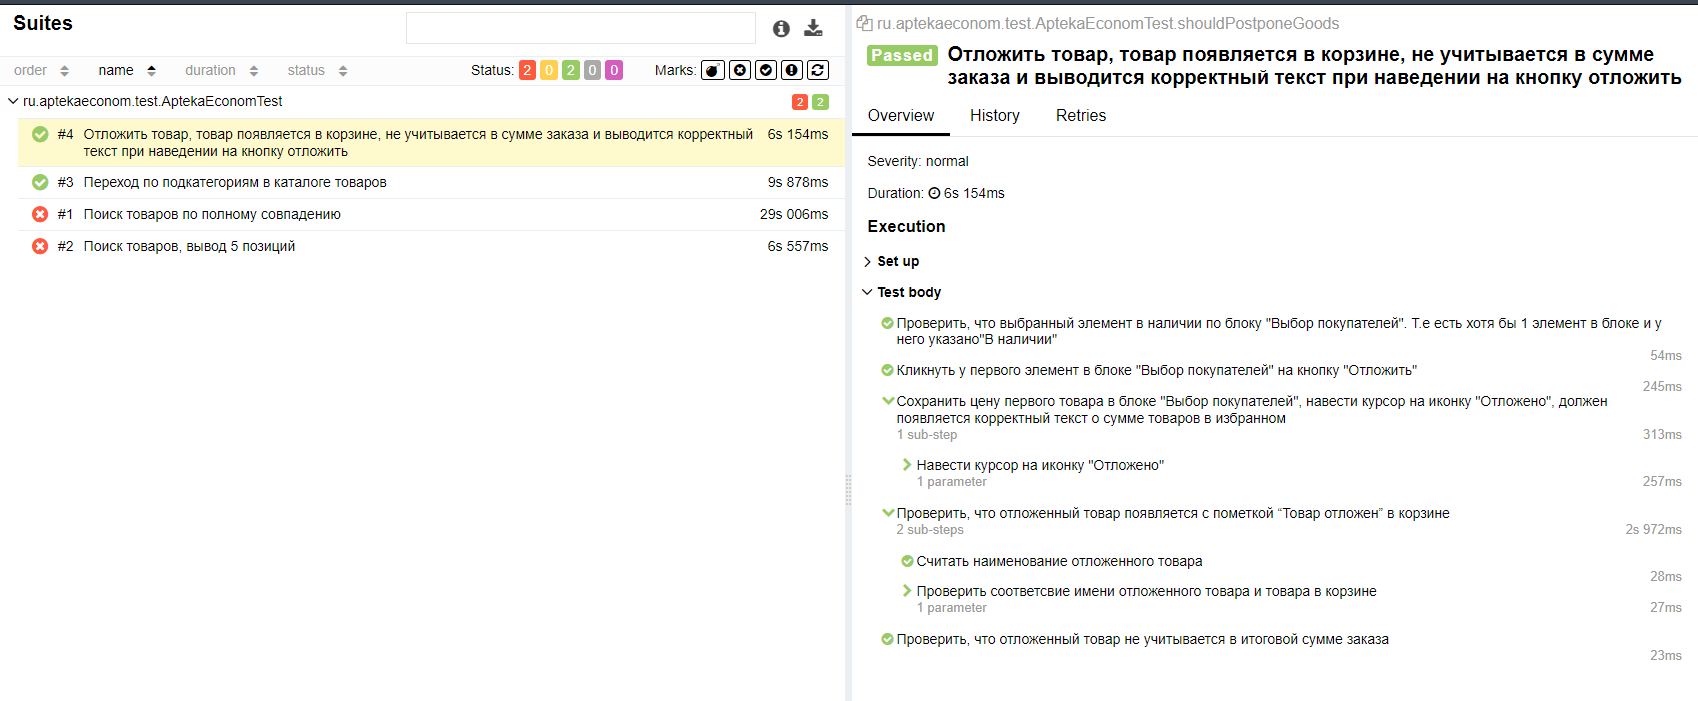 Suites
order name duration status Status: 2 0 2 0 0 Marks:
ru.aptekaeconom.test.AptekaEconomTest 2 2
#4 Отложить товар, товар появляется в корзине, не учитывается в сумме заказа и выводится корректный 6s 154ms
текст при наведении на кнопку отложить
#3 Переход по подкатегориям в каталоге товаров 9s 878ms
#1 Поиск товаров по полному совпадению 29s 006ms
#2 Поиск товаров, вывод 5 позиций 6s 557ms
ru.aptekaeconom.test.AptekaEconomTest.shouldPostponeGoods
Passed Отложить товар, товар появляется в корзине, не учитывается в сумме
заказа и выводится корректный текст при наведении на кнопку отложить
Overview History Retries
Severity: normal
Duration: 6s 154ms
Execution
Set up
Test body
Проверить, что выбранный элемент в наличии по блоку "Выбор покупателей". Т.е есть хотя бы 1 элемент в блоке и у
него указано"В наличии"
54ms
Кликнуть у первого элемент в блоке "Выбор покупателей" на кнопку "Отложить"
245ms
Сохранить цену первого товара в блоке "Выбор покупателей", навести курсор на иконку "Отложено", должен
появляется корректный текст о сумме товаров в избранном
1 sub-step 313ms
Навести курсор на иконку "Отложено"
1 parameter 257ms
Проверить, что отложенный товар появляется с пометкой “Товар отложен” в корзине
2 sub-steps 2s 972ms
Считать наименование отложенного товара
28ms
Проверить соответсвие имени отложенного товара и товара в корзине
1 parameter 27ms
Проверить, что отложенный товар не учитывается в итоговой сумме заказа
23ms